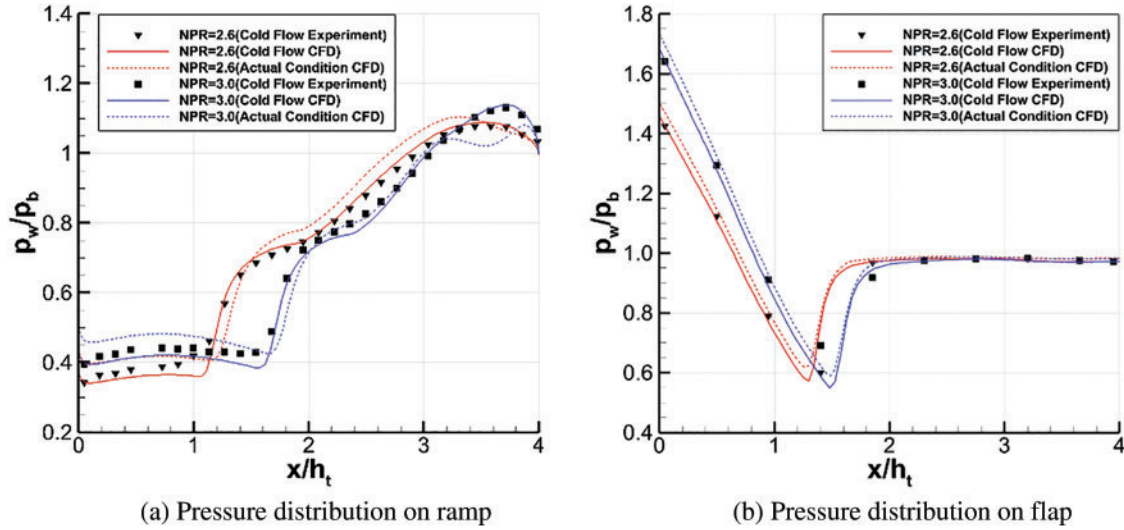 1.4
1.2
1
0.8
0.6
0.4
0.2
p_w/p_b
NPR=2.6(Cold Flow Experiment)
NPR=2.6(Cold Flow CFD)
NPR=2.6(Actual Condition CFD)
NPR=3.0(Cold Flow Experiment)
NPR=3.0(Cold Flow CFD)
NPR=3.0(Actual Condition CFD)
0 1 2 3 4
x/h_t
(a) Pressure distribution on ramp
1.8
1.6
1.4
1.2
1.0
0.8
0.6
0.4
p_w/p_b
NPR=2.6(Cold Flow Experiment)
NPR=2.6(Cold Flow CFD)
NPR=2.6(Actual Condition CFD)
NPR=3.0(Cold Flow Experiment)
NPR=3.0(Cold Flow CFD)
NPR=3.0(Actual Condition CFD)
0 1 2 3 4
x/h_t
(b) Pressure distribution on flap